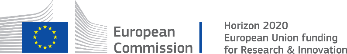 European
Commission
Horizon 2020
European Union funding
for Research & Innovation